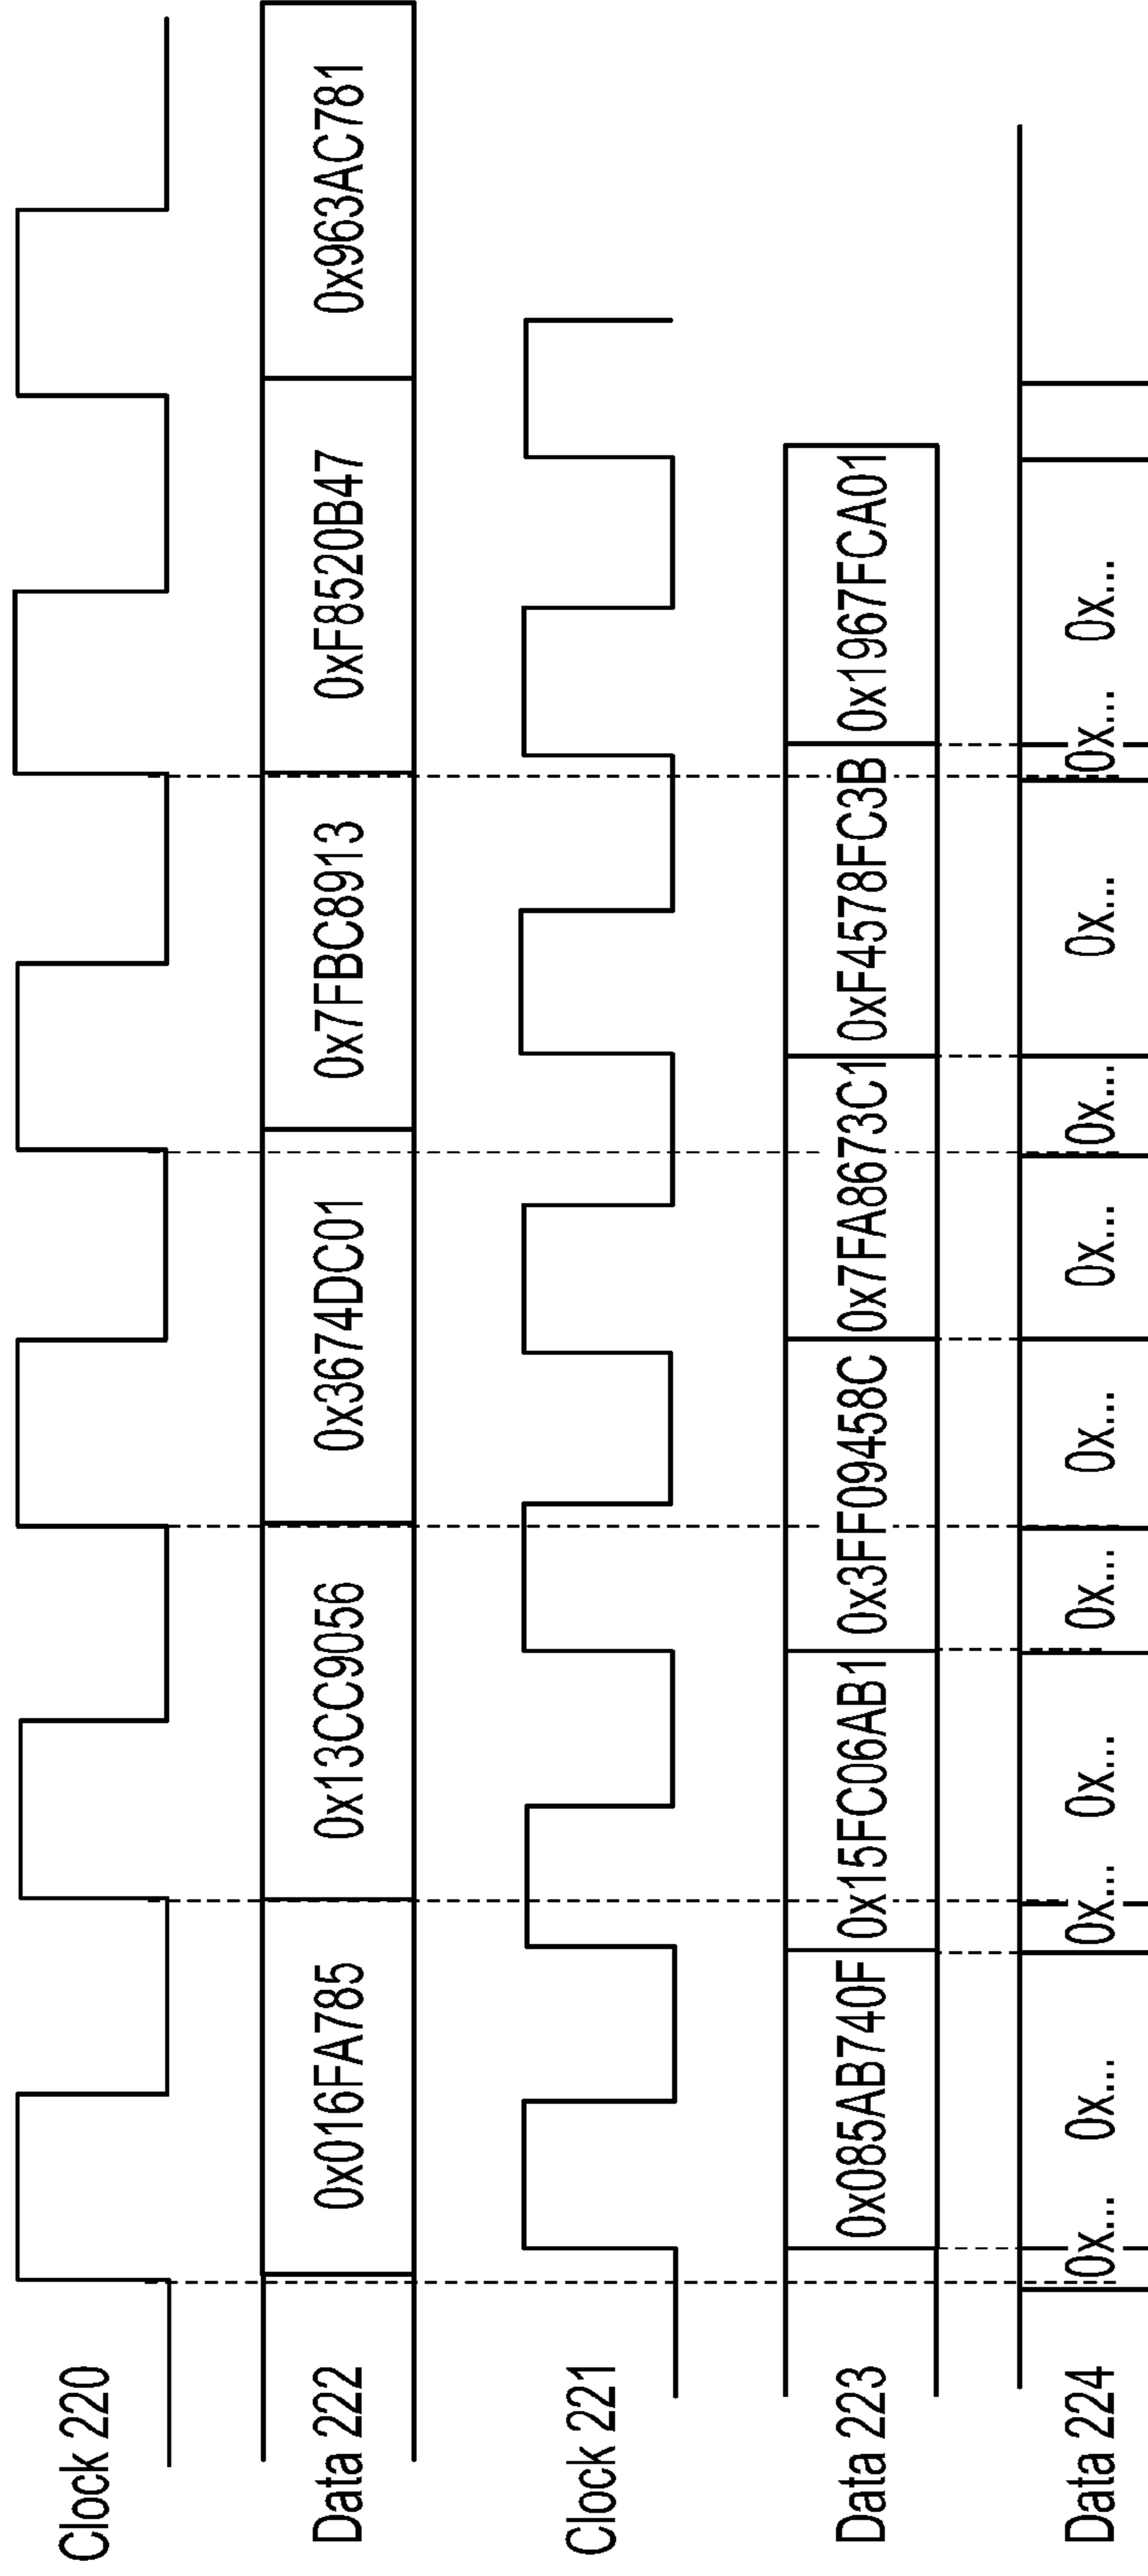 Clock 220
Data 222 0x016FA785 0x13CC9056 0x3674DC01 0x7FBC8913 0xF8520B47 0x963AC781
Clock 221
Data 223 0x085AB740F 0x15FC06AB1 0x3FF09458C 0x7FA8673C1 0xF4578FC3B 0x1967FCA01
Data 224 0x... 0x... 0x... 0x... 0x... 0x... 0x... 0x... 0x... 0x... 0x...